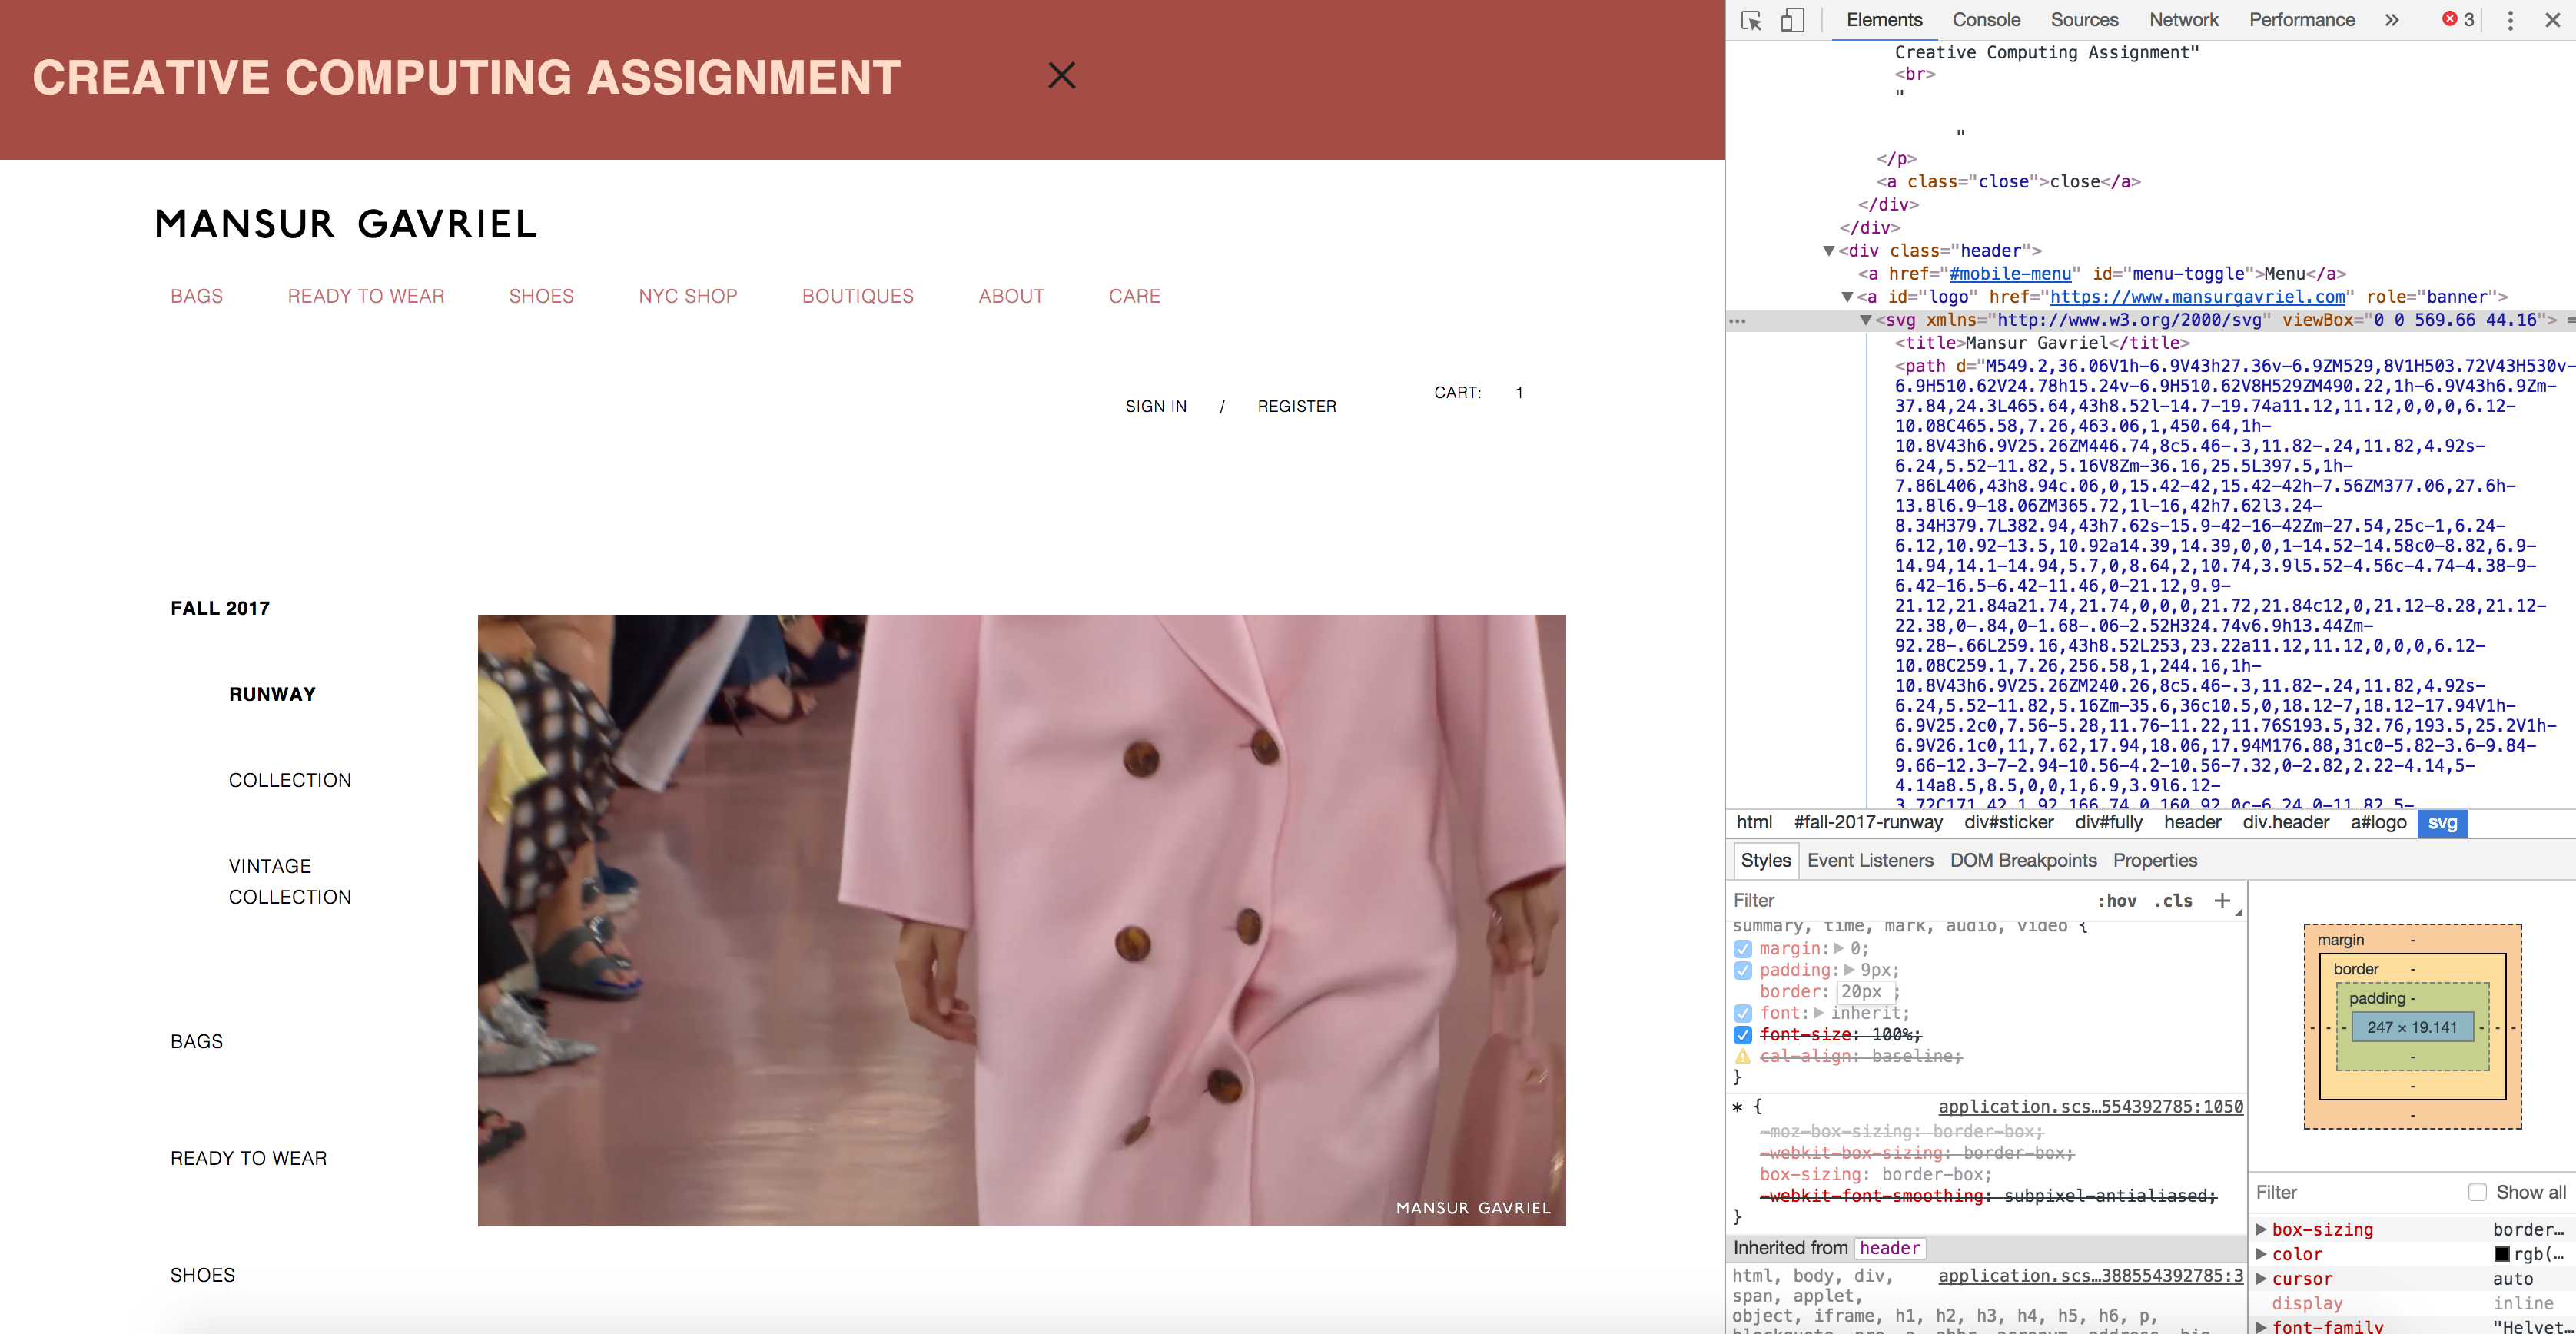 CREATIVE COMPUTING ASSIGNMENT
MANSUR GAVRIEL
BAGS READY TO WEAR SHOES NYC SHOP BOUTIQUES ABOUT CARE
SIGN IN / REGISTER
CART: 1
FALL 2017
RUNWAY
COLLECTION
VINTAGE
COLLECTION
BAGS
READY TO WEAR
SHOES
MANSUR GAVRIEL
Elements Console Sources Network Performance » 3
Creative Computing Assignment"
<br>
"
"
</p>
<a class="close">close</a>
</div>
</div>
▼<div class="header">
<a href="#mobile-menu" id="menu-toggle">Menu</a>
▼<a id="logo" href="https://www.mansurgavriel.com" role="banner">
… ▼<svg xmlns="http://www.w3.org/2000/svg" viewBox="0 0 569.66 44.16"> =
<title>Mansur Gavriel</title>
<path d="M549.2,36.06V1h-6.9V43h27.36v-6.9ZM529,8V1H503.72V43H530v-
6.9H510.62V24.78h15.24v-6.9H510.62V8H529ZM490.22,1h-6.9V43h6.9Zm-
37.84,24.3L465.64,43h8.52l-14.7-19.74a11.12,11.12,0,0,0,6.12-
10.08C465.58,7.26,463.06,1,450.64,1h-
10.8V43h6.9V25.26ZM446.74,8c5.46-.3,11.82-.24,11.82,4.92s-
6.24,5.52-11.82,5.16V8Zm-36.16,25.5L397.5,1h-
7.86L406,43h8.94c.06,0,15.42-42,15.42-42h-7.56ZM377.06,27.6h-
13.8l6.9-18.06ZM365.72,1l-16,42h7.62l3.24-
8.34H379.7L382.94,43h7.62s-15.9-42-16-42Zm-27.54,25c-1,6.24-
6.12,10.92-13.5,10.92a14.39,14.39,0,0,1-14.52-14.58c0-8.82,6.9-
14.94,14.1-14.94,5.7,0,8.64,2,10.74,3.9l5.52-4.56c-4.74-4.38-9-
6.42-16.5-6.42-11.46,0-21.12,9.9-
21.12,21.84a21.74,21.74,0,0,0,21.72,21.84c12,0,21.12-8.28,21.12-
22.38,0-.84,0-1.68-.06-2.52H324.74v6.9h13.44Zm-
92.28-.66L259.16,43h8.52L253,23.22a11.12,11.12,0,0,0,6.12-
10.08C259.1,7.26,256.58,1,244.16,1h-
10.8V43h6.9V25.26ZM240.26,8c5.46-.3,11.82-.24,11.82,4.92s-
6.24,5.52-11.82,5.16Zm-35.6,36c10.5,0,18.12-7,18.12-17.94V1h-
6.9V25.2c0,7.56-5.28,11.76-11.22,11.76S193.5,32.76,193.5,25.2V1h-
6.9V26.1c0,11,7.62,17.94,18.06,17.94M176.88,31c0-5.82-3.6-9.84-
9.66-12.3-7-2.94-10.56-4.2-10.56-7.32,0-2.82,2.22-4.14,5-
4.14a8.5,8.5,0,0,1,6.9,3.9l6.12-
3.72C171.42,1.92,166.74,0,160.92,0c-6.24,0-11.82,5-
html #fall-2017-runway div#sticker div#fully header div.header a#logo svg
Styles Event Listeners DOM Breakpoints Properties
Filter :hov .cls +
summary, time, mark, audio, video {
margin:▶ 0;
padding:▶ 9px;
border: 20px ;
font:▶ inherit;
font-size: 100%;
cal-align: baseline;
}
* { application.scs…554392785:1050
-moz-box-sizing: border-box;
-webkit-box-sizing: border-box;
box-sizing: border-box;
-webkit-font-smoothing: subpixel-antialiased;
}
Inherited from header
html, body, div, application.scs…388554392785:3
span, applet,
object, iframe, h1, h2, h3, h4, h5, h6, p,
margin -
border -
padding -
- - - 247 × 19.141 - - -
-
-
-
Filter Show all
▶ box-sizing border…
▶ color rgb(…
▶ cursor auto
display inline
▶ font-family "Helvet…